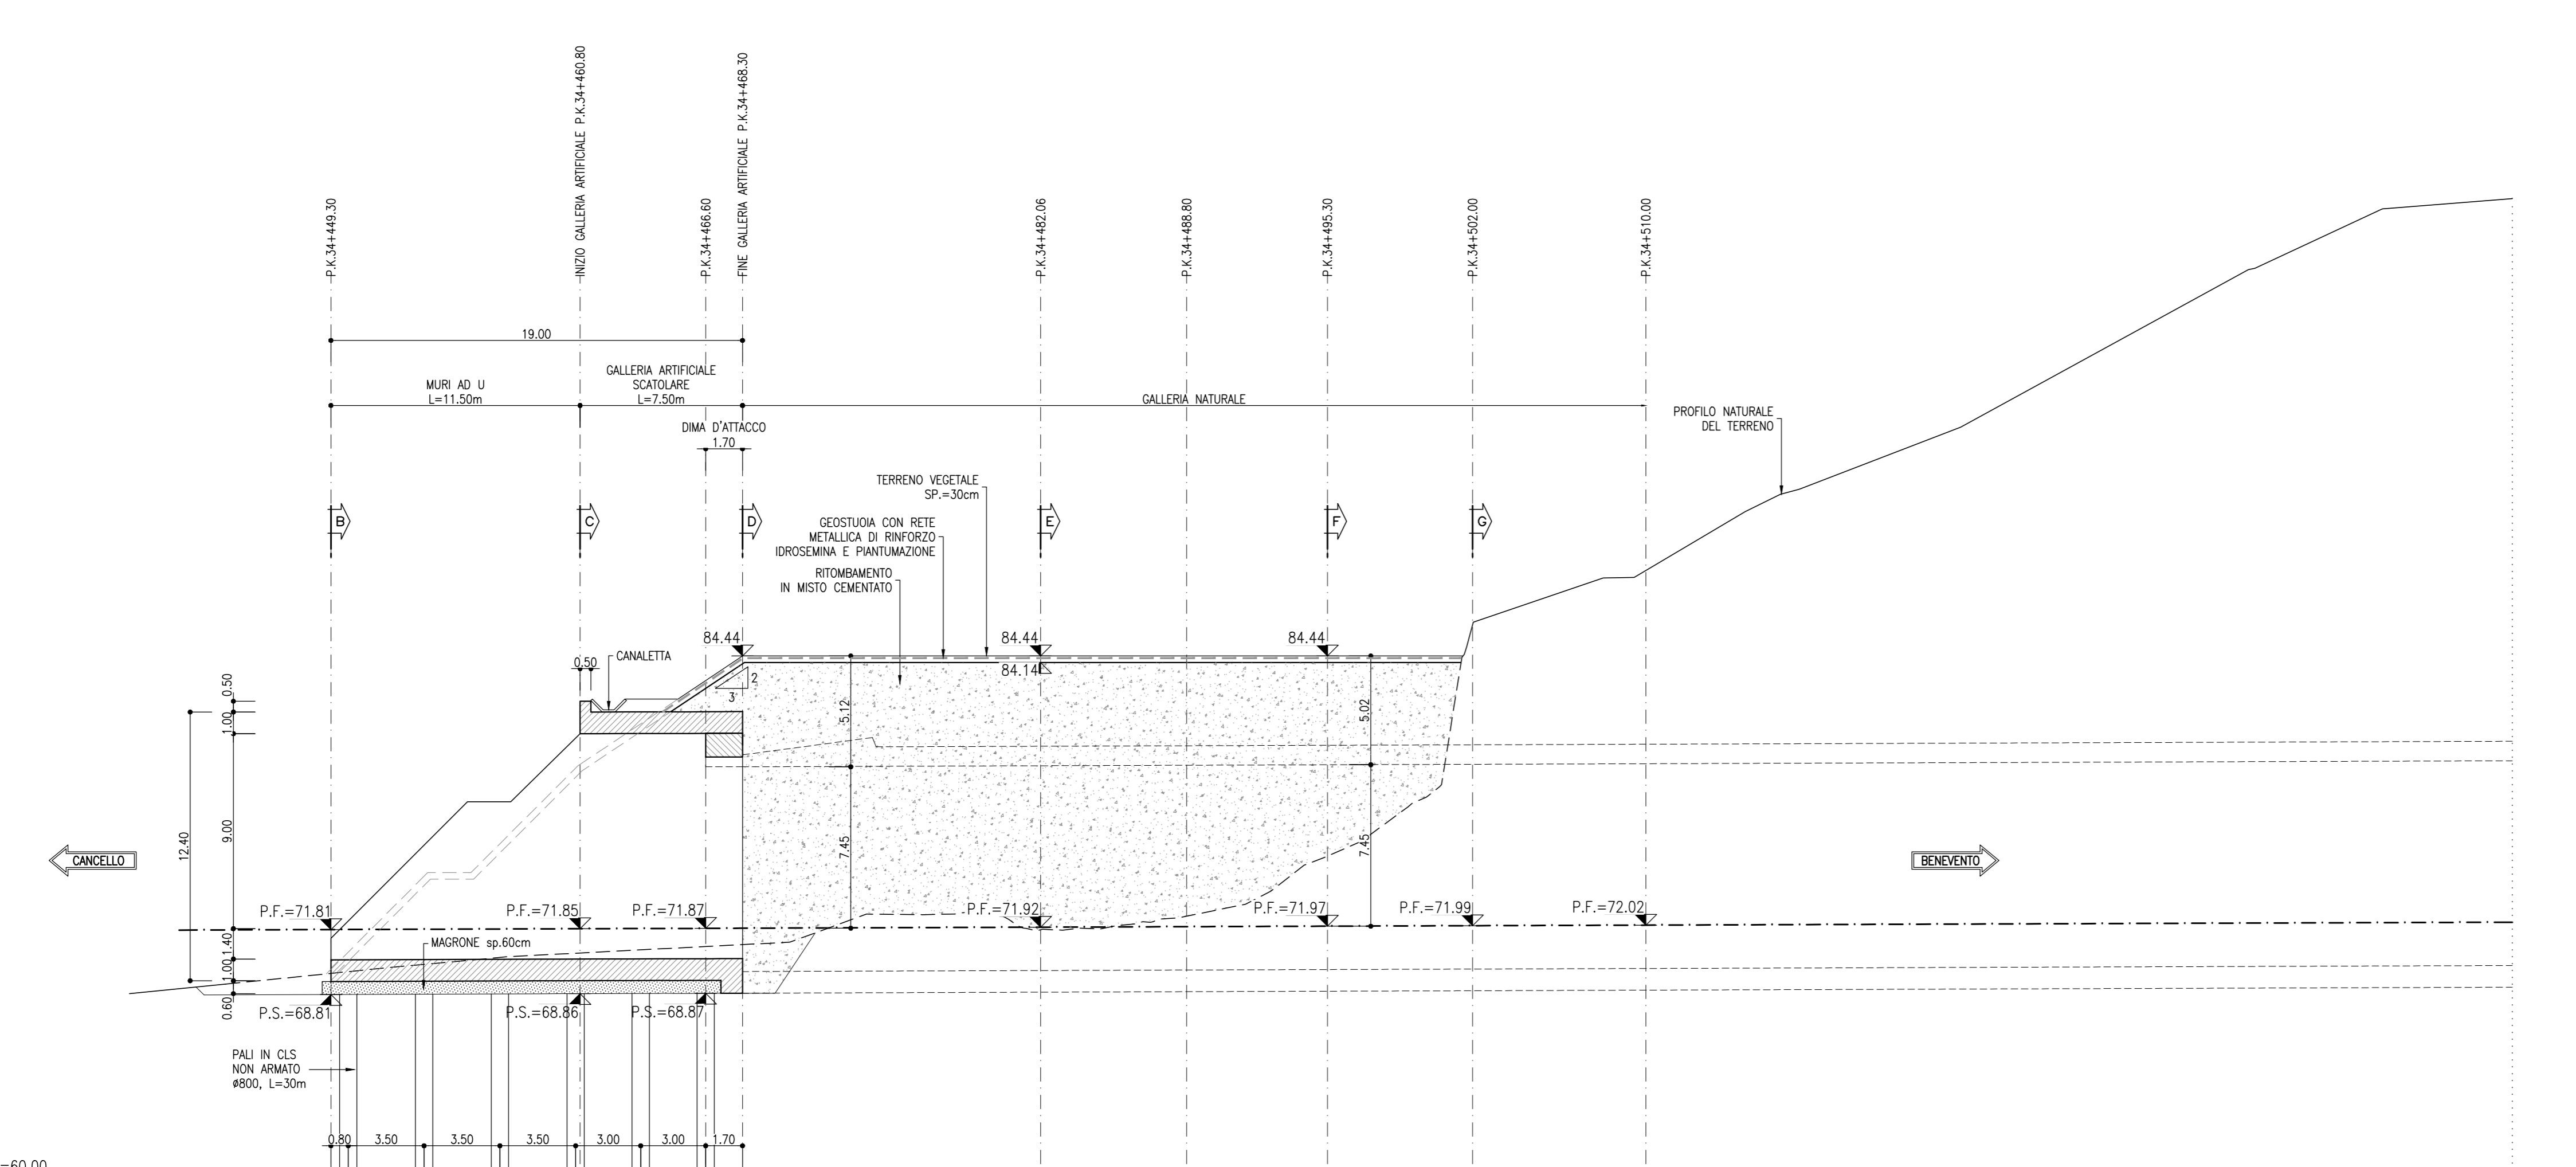 INIZIO GALLERIA ARTIFICIALE P.K.34+460.80
FINE GALLERIA ARTIFICIALE P.K.34+468.30
P.K.34+449.30
P.K.34+466.60
P.K.34+482.06
P.K.34+488.80
P.K.34+495.30
P.K.34+502.00
P.K.34+510.00
19.00
MURI AD U
L=11.50m
GALLERIA ARTIFICIALE
SCATOLARE
L=7.50m
GALLERIA NATURALE
DIMA D'ATTACCO
1.70
PROFILO NATURALE
DEL TERRENO
TERRENO VEGETALE
SP.=30cm
GEOSTUOIA CON RETE
METALLICA DI RINFORZO
IDROSEMINA E PIANTUMAZIONE
RITOMBAMENTO
IN MISTO CEMENTATO
B
C
D
E
F
G
84.44
84.44
84.44
84.14
0.50
CANALETTA
2
3
0.50
1.00
9.00
12.40
1.40
1.00
0.60
5.12
7.45
5.02
7.45
CANCELLO
BENEVENTO
P.F.=71.81
P.F.=71.85
P.F.=71.87
P.F.=71.92
P.F.=71.97
P.F.=71.99
P.F.=72.02
MAGRONE sp.60cm
P.S.=68.81
P.S.=68.86
P.S.=68.87
PALI IN CLS
NON ARMATO
ø800, L=30m
0.80
3.50
3.50
3.50
3.00
3.00
1.70
=60.00